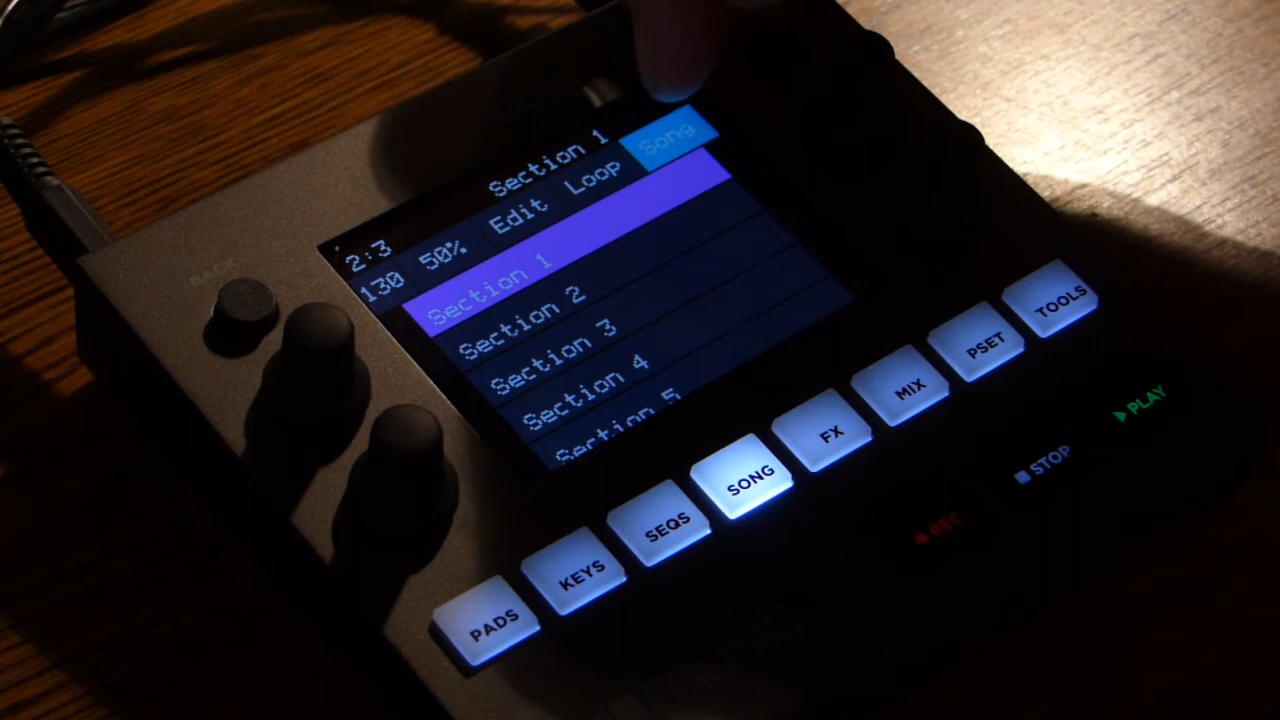 Section 1
2:3
130 50% Edit Loop Song
Section 1
Section 2
Section 3
Section 4
Section 5
BACK
PADS
KEYS
SEQS
SONG
FX
MIX
PSET
TOOLS
REC
STOP
PLAY